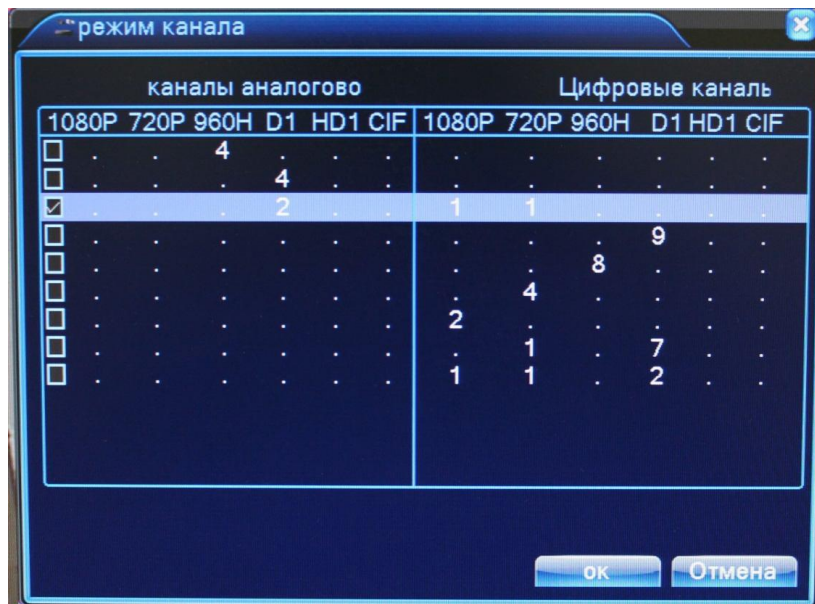 режим канала
каналы аналогово Цифровые каналь
1080P 720P 960H D1 HD1 CIF 1080P 720P 960H D1 HD1 CIF
. . 4 . . . . . . . . .
. . . 4 . . . . . . . .
. . . 2 . . 1 1 . . . .
. . . . . . . . . 9 . .
. . . . . . . . 8 . . .
. . . . . . . 4 . . . .
. . . . . . 2 . . . . .
. . . . . . . 1 . 7 . .
. . . . . . 1 1 . 2 . .
ок Отмена